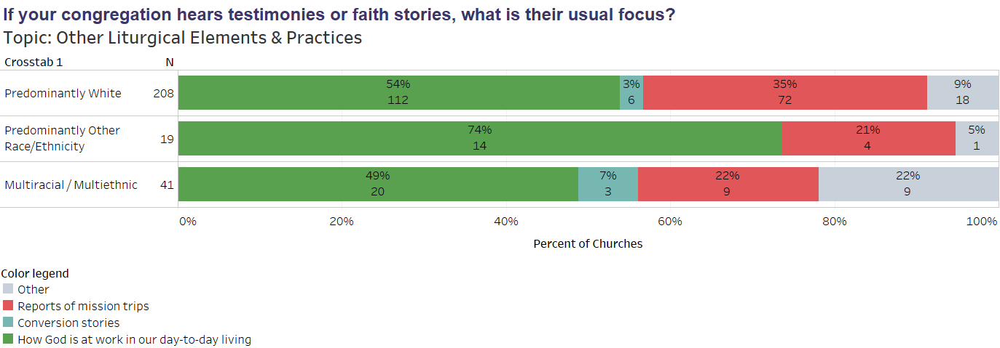 If your congregation hears testimonies or faith stories, what is their usual focus?
Topic: Other Liturgical Elements & Practices
Crosstab 1 N
Predominantly White 208
54% 3% 35% 9%
112 6 72 18
Predominantly Other
Race/Ethnicity 19
74% 21% 5%
14 4 1
Multiracial / Multiethnic 41
49% 7% 22% 22%
20 3 9 9
0% 20% 40% 60% 80% 100%
Percent of Churches
Color legend
Other
Reports of mission trips
Conversion stories
How God is at work in our day-to-day living